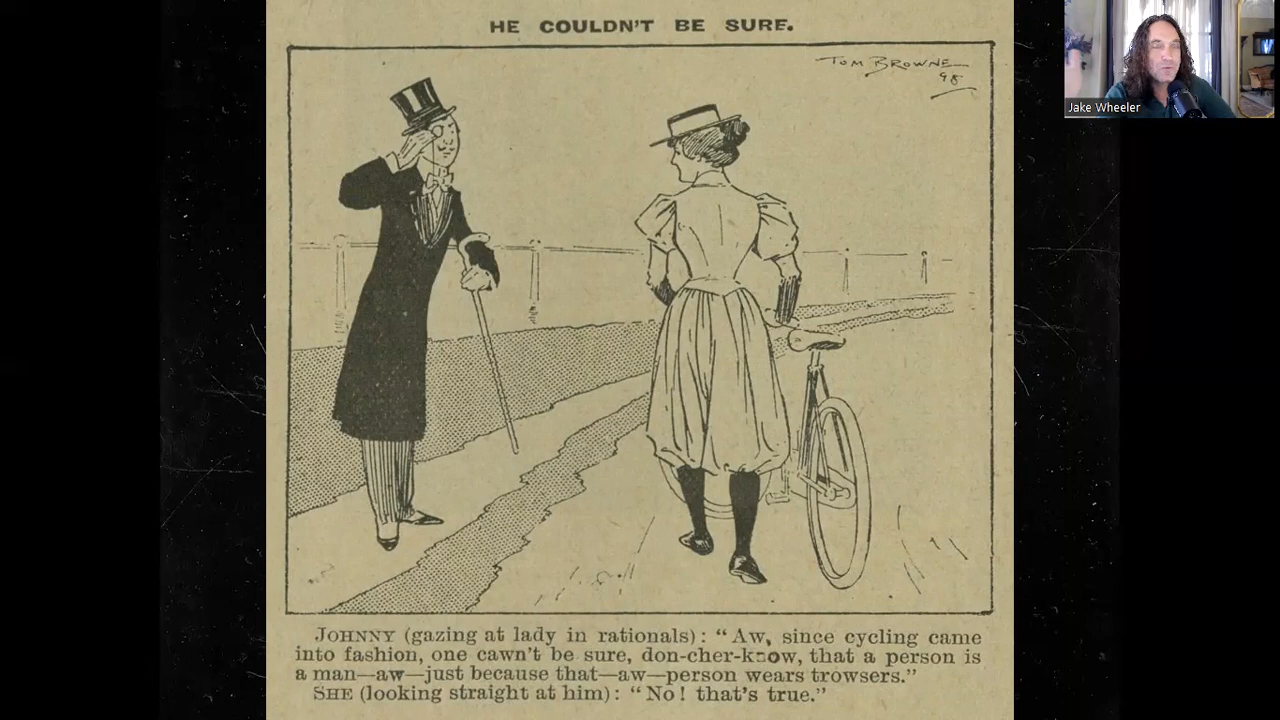 HE COULDN'T BE SURE.
TOM BROWNE
98
Jake Wheeler
JOHNNY (gazing at lady in rationals): "Aw, since cycling came
into fashion, one cawn't be sure, don-cher-know, that a person is
a man—aw—just because that—aw—person wears trowsers."
SHE (looking straight at him): "No! that's true."